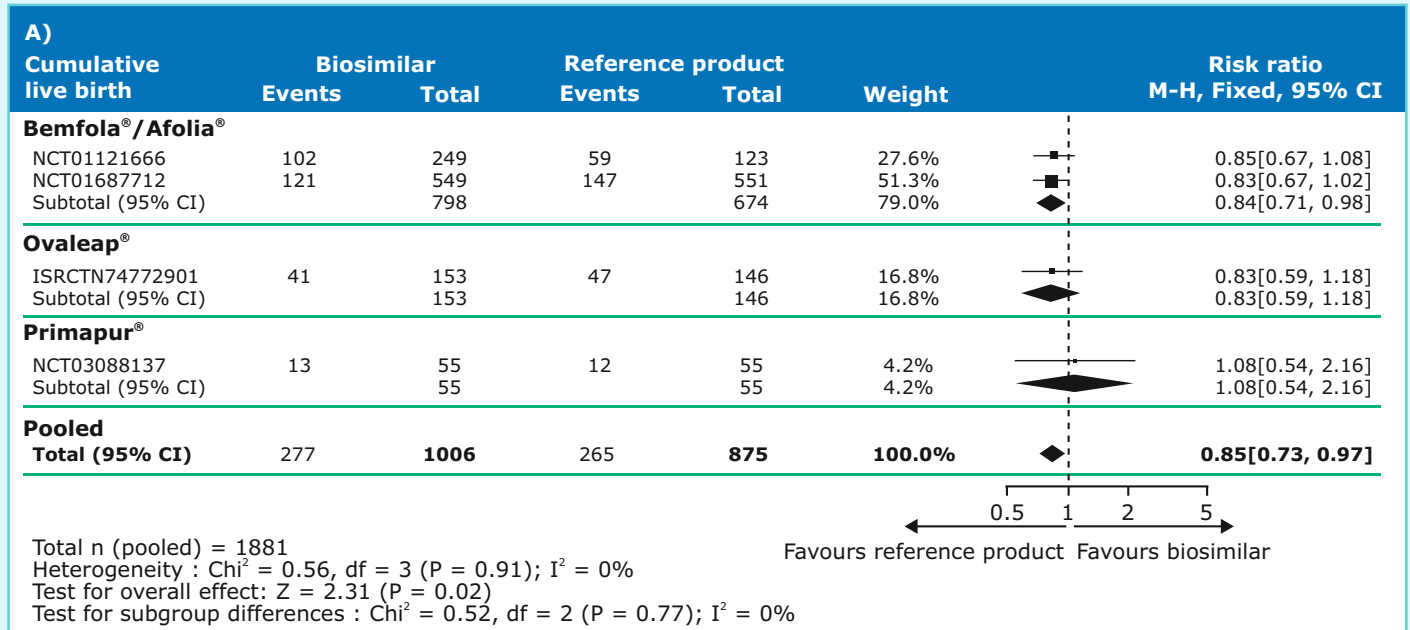 A)
Cumulative live birth Biosimilar Reference product Risk ratio
Events Total Events Total Weight M-H, Fixed, 95% CI
Bemfola®/Afolia®
NCT01121666 102 249 59 123 27.6% 0.85[0.67, 1.08]
NCT01687712 121 549 147 551 51.3% 0.83[0.67, 1.02]
Subtotal (95% CI) 798 674 79.0% 0.84[0.71, 0.98]
Ovaleap®
ISRCTN74772901 41 153 47 146 16.8% 0.83[0.59, 1.18]
Subtotal (95% CI) 153 146 16.8% 0.83[0.59, 1.18]
Primapur®
NCT03088137 13 55 12 55 4.2% 1.08[0.54, 2.16]
Subtotal (95% CI) 55 55 4.2% 1.08[0.54, 2.16]
Pooled
Total (95% CI) 277 1006 265 875 100.0% 0.85[0.73, 0.97]
0.5 1 2 5
Favours reference product Favours biosimilar
Total n (pooled) = 1881
Heterogeneity : Chi² = 0.56, df = 3 (P = 0.91); I² = 0%
Test for overall effect: Z = 2.31 (P = 0.02)
Test for subgroup differences : Chi² = 0.52, df = 2 (P = 0.77); I² = 0%